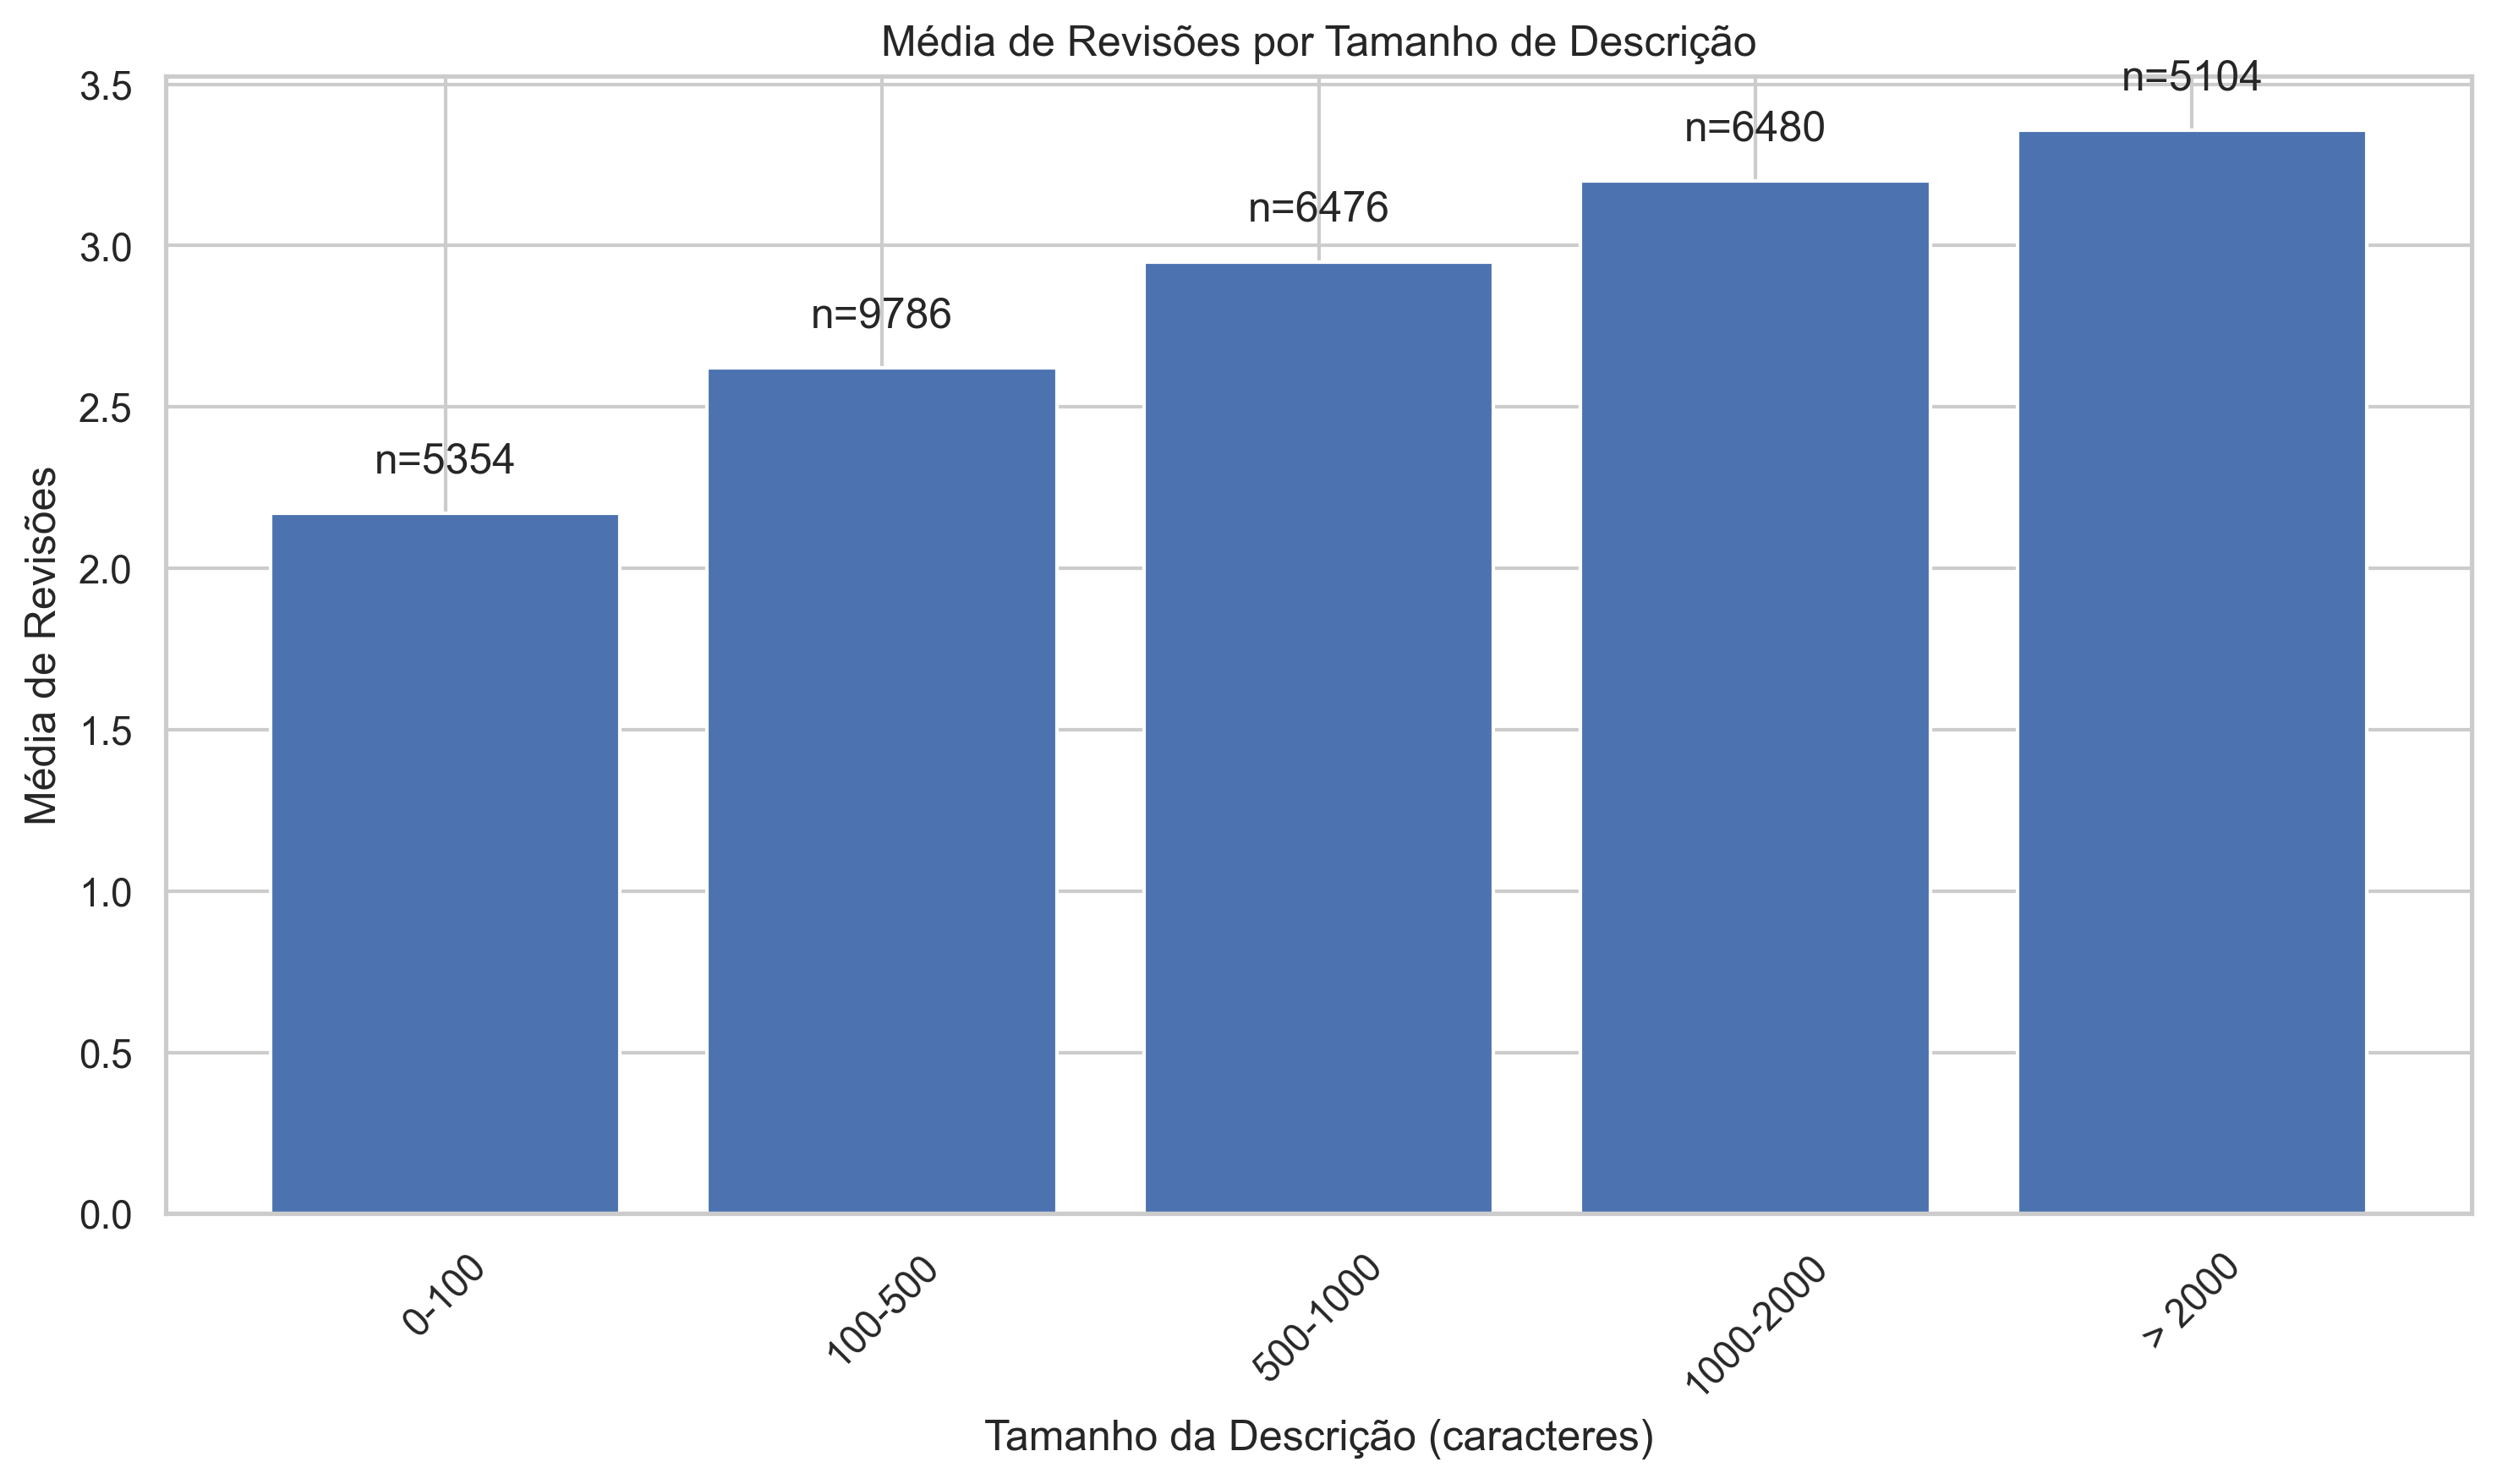 Média de Revisões por Tamanho de Descrição
3.5
3.0
2.5
2.0
1.5
1.0
0.5
0.0
Média de Revisões
n=5354
n=9786
n=6476
n=6480
n=5104
0-100
100-500
500-1000
1000-2000
> 2000
Tamanho da Descrição (caracteres)